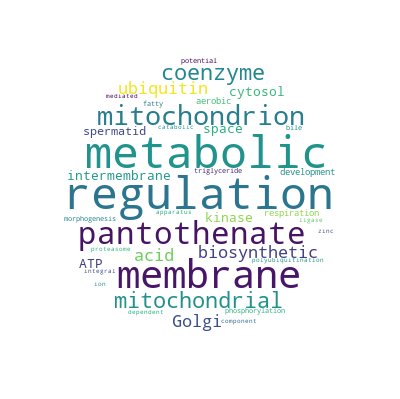 potential
coenzyme
ubiquitin cytosol
mediated
fatty aerobic
mitochondrion
spermatid catabolic space bile
metabolic
triglyceride
intermembrane development
regulation
morphogenesis apparatus kinase respiration
ligase
pantothenate zinc
proteasome acid biosynthetic
ATP polyubiquitination
integral membrane
ion
mitochondrial
dependent phosphorylation
Golgi component